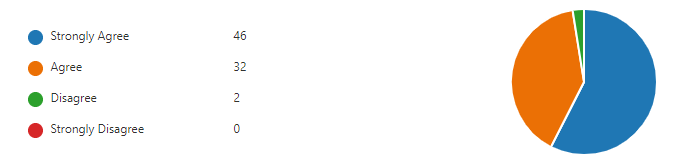 Strongly Agree 46
Agree 32
Disagree 2
Strongly Disagree 0